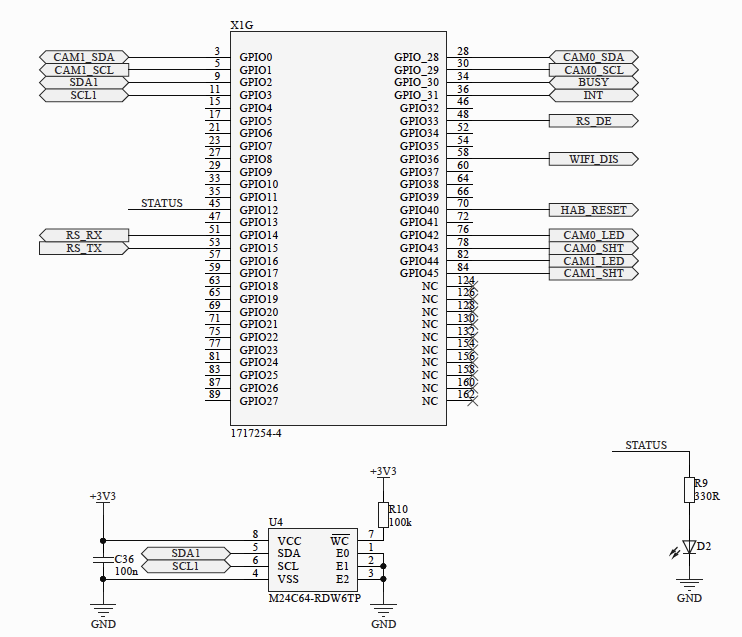 X1G
CAM1_SDA 3 GPIO0 GPIO_28 28 CAM0_SDA
CAM1_SCL 5 GPIO1 GPIO_29 30 CAM0_SCL
SDA1 9 GPIO2 GPIO_30 34 BUSY
SCL1 11 GPIO3 GPIO_31 36 INT
15 GPIO4 GPIO32 46
17 GPIO5 GPIO33 48 RS_DE
21 GPIO6 GPIO34 52
23 GPIO7 GPIO35 54
27 GPIO8 GPIO36 58 WIFI_DIS
29 GPIO9 GPIO37 60
33 GPIO10 GPIO38 64
35 GPIO11 GPIO39 66
STATUS 45 GPIO12 GPIO40 70 HAB_RESET
47 GPIO13 GPIO41 72
RS_RX 51 GPIO14 GPIO42 76 CAM0_LED
RS_TX 53 GPIO15 GPIO43 78 CAM0_SHT
57 GPIO16 GPIO44 82 CAM1_LED
59 GPIO17 GPIO45 84 CAM1_SHT
63 GPIO18 NC 124
65 GPIO19 NC 126
69 GPIO20 NC 128
71 GPIO21 NC 130
75 GPIO22 NC 132
77 GPIO23 NC 154
81 GPIO24 NC 156
83 GPIO25 NC 158
87 GPIO26 NC 160
89 GPIO27 NC 162
1717254-4
STATUS
R9
330R
D2
GND
+3V3
+3V3
R10
100k
U4
8 VCC WC 7
SDA1 5 SDA E0 1
SCL1 6 SCL E1 2
4 VSS E2 3
C36
100n
M24C64-RDW6TP
GND
GND